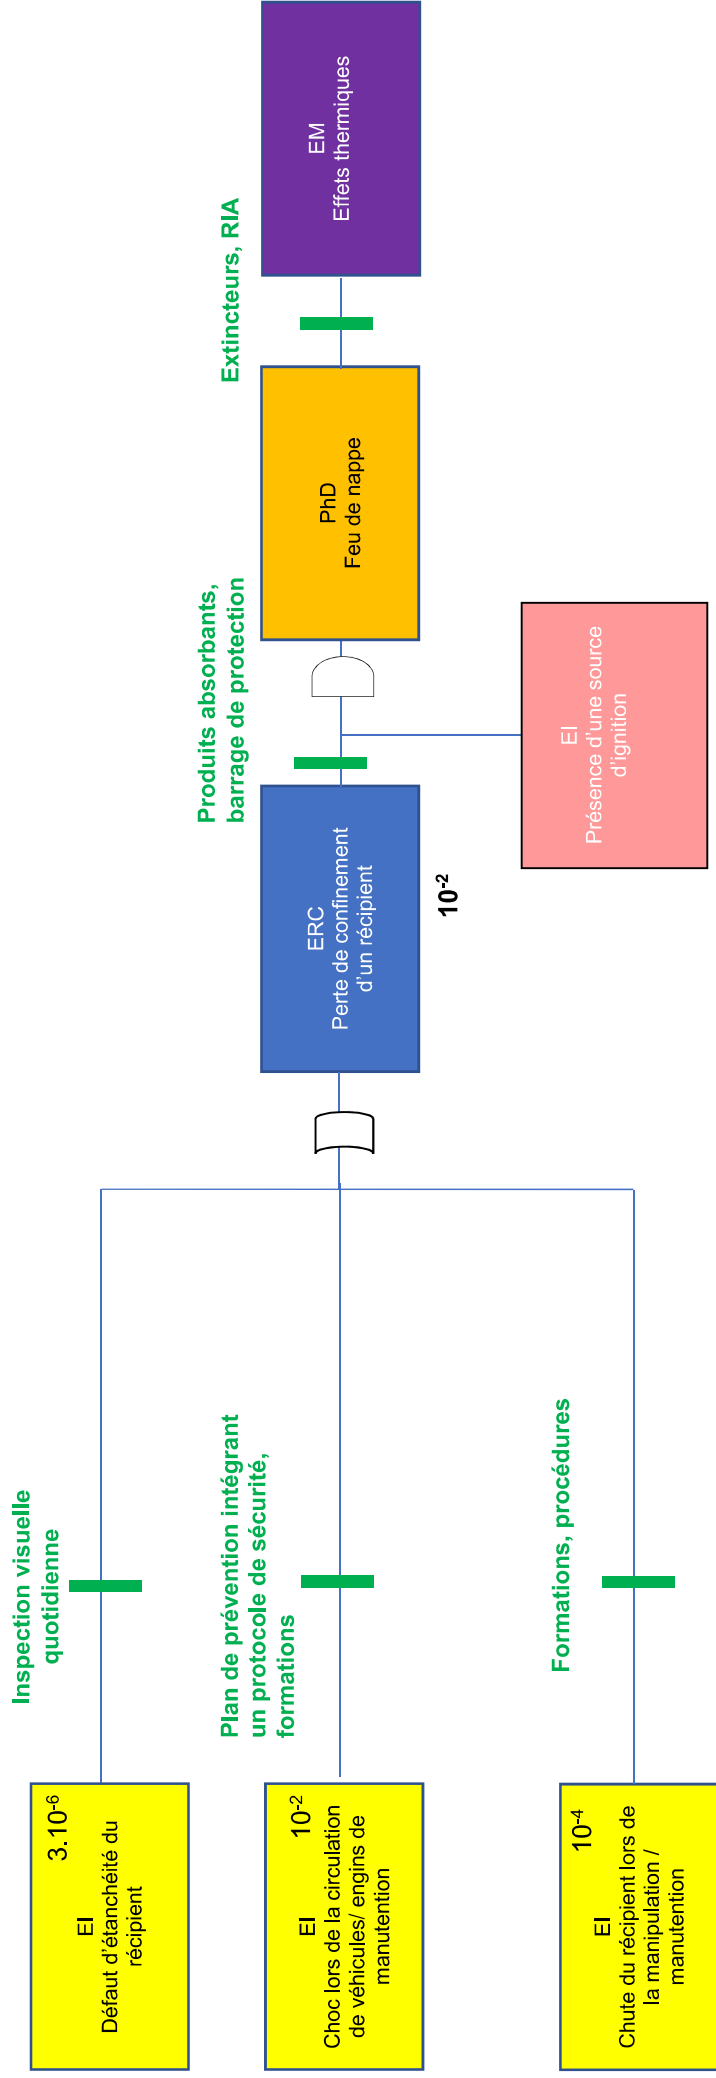 Inspection visuelle
quotidienne
3.10-6
EI
Défaut d'étanchéité du
récipient
Plan de prévention intégrant
un protocole de sécurité,
formations
10-2
EI
Choc lors de la circulation
de véhicules/ engins de
manutention
Formations, procédures
10-4
EI
Chute du récipient lors de
la manipulation /
manutention
ERC
Perte de confinement
d'un récipient
10-2
Produits absorbants,
barrage de protection
EI
Présence d'une source
d'ignition
PhD
Feu de nappe
Extincteurs, RIA
EM
Effets thermiques